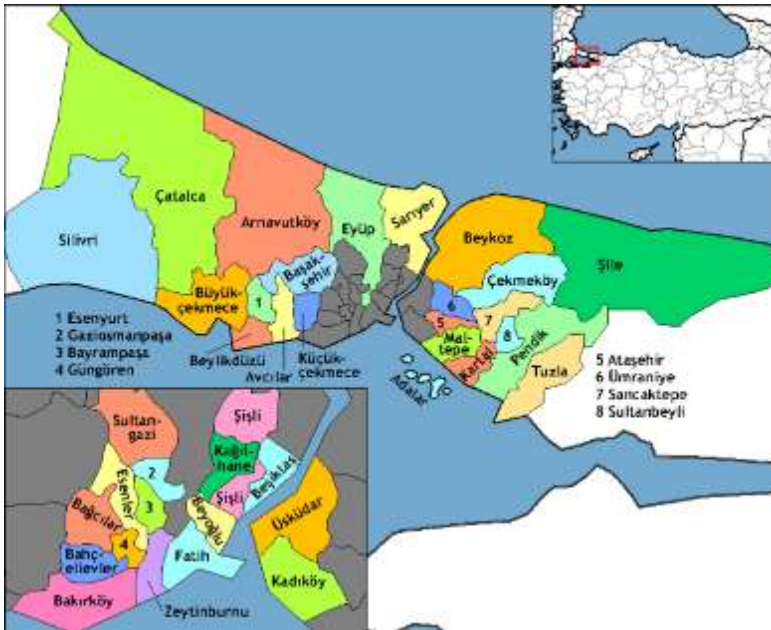 Çatalca
Silivri
Arnavutköy
Eyüp
Sarıyer
Beykoz
Şile
Büyük-
çekmece
Başak-
şehir
Çekmeköy
1
6
5
7
8
Mal-
tepe
Kartal
Pendik
Tuzla
Adalar
Beylikdüzü
Avcılar
Küçük-
çekmece
1 Esenyurt
2 Gaziosmanpaşa
3 Bayrampaşa
4 Güngören
5 Ataşehir
6 Ümraniye
7 Sancaktepe
8 Sultanbeyli
Sultan-
gazi
Şişli
Kağıt-
hane
Şişli
Beşiktaş
Esenler
2
3
Bağcılar
4
Beyoğlu
Üsküdar
Bahç-
elievler
Fatih
Kadıköy
Bakırköy
Zeytinburnu